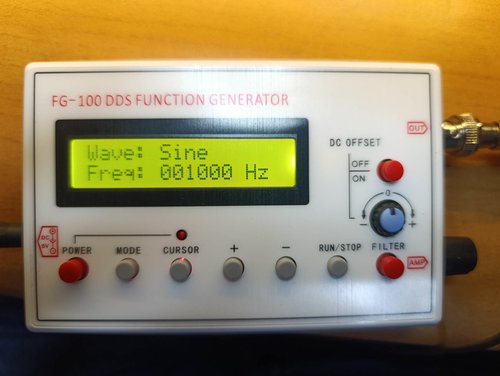 FG-100 DDS FUNCTION GENERATOR
OUT
Wave: Sine
Freq: 001000 Hz
DC OFFSET
OFF
ON
0
- +
DC
5V
POWER
MODE
CURSOR
+
-
RUN/STOP
FILTER
AMP